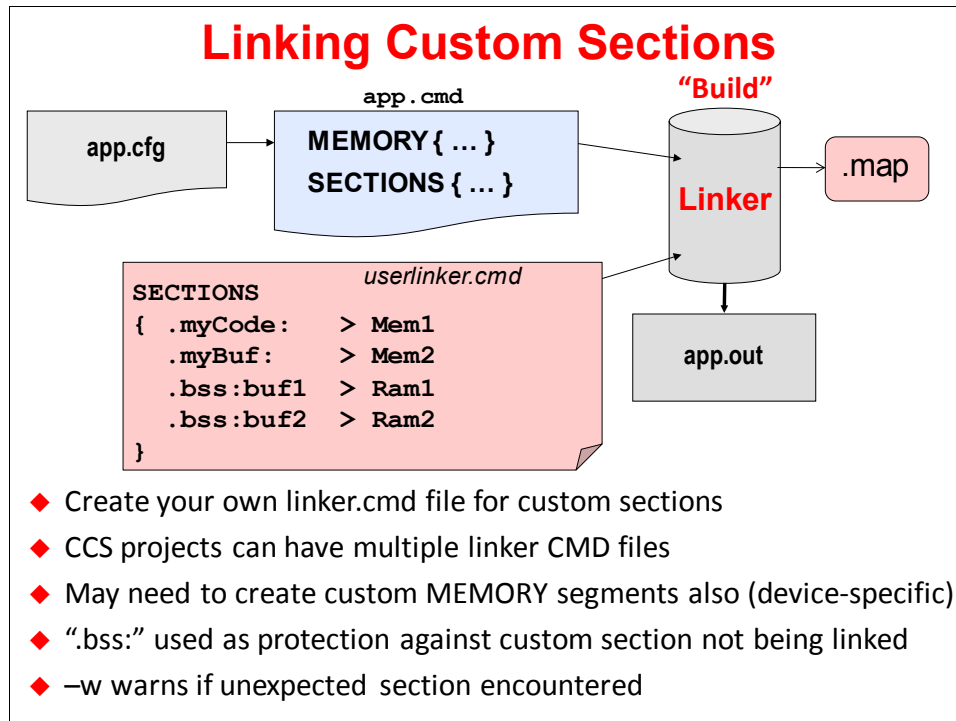 Linking Custom Sections
“Build”
app.cmd
app.cfg
MEMORY { … }
SECTIONS { … }
Linker
.map
userlinker.cmd
SECTIONS
{ .myCode: > Mem1
.myBuf: > Mem2
.bss:buf1 > Ram1
.bss:buf2 > Ram2
}
app.out
Create your own linker.cmd file for custom sections
CCS projects can have multiple linker CMD files
May need to create custom MEMORY segments also (device-specific)
“.bss:” used as protection against custom section not being linked
–w warns if unexpected section encountered